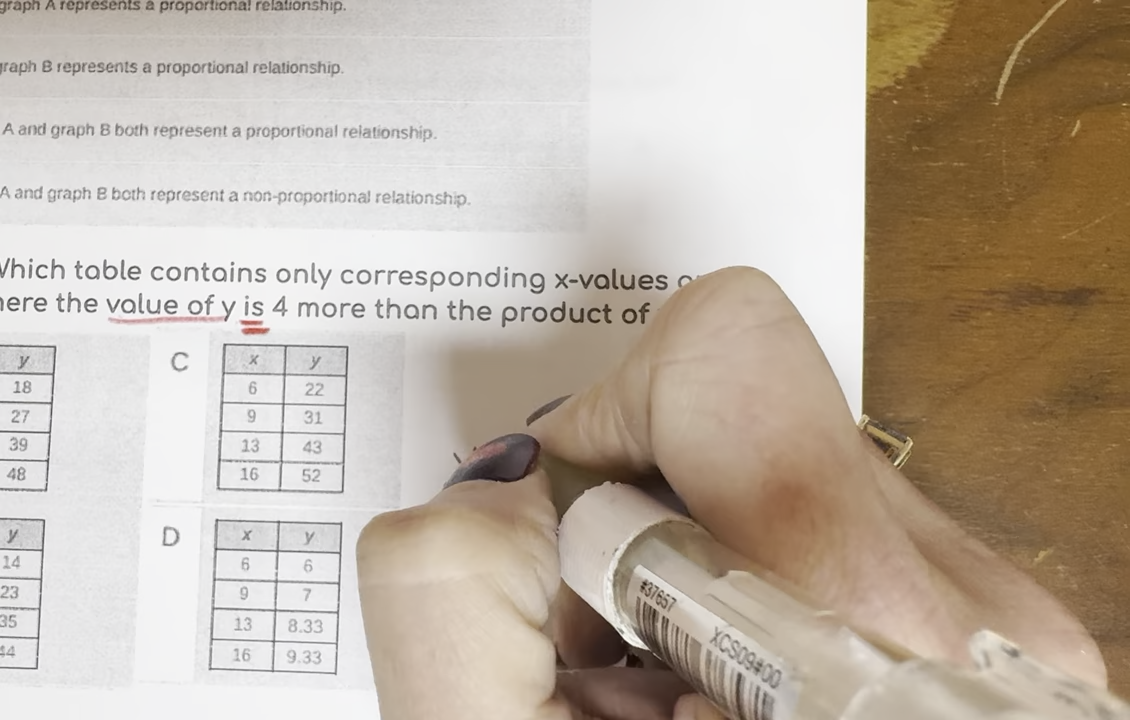 graph A represents a proportional relationship.
graph B represents a proportional relationship.
A and graph B both represent a proportional relationship.
A and graph B both represent a non-proportional relationship.
Which table contains only corresponding x-values
the value of y is 4 more than the product of
y
18
27
39
48
C
x y
6 22
9 31
13 43
16 52
y
14
23
35
44
D
x y
6 6
9 7
13 8.33
16 9.33
#37657
XCS09#00